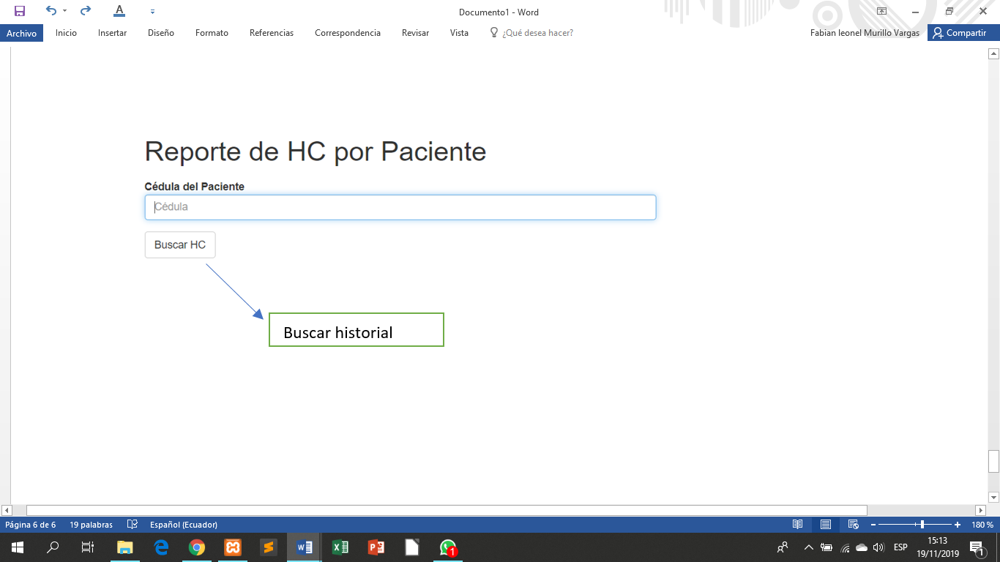 Documento1 - Word
Archivo Inicio Insertar Diseño Formato Referencias Correspondencia Revisar Vista ¿Qué desea hacer? Fabian leonel Murillo Vargas Compartir
Reporte de HC por Paciente
Cédula del Paciente
Cédula
Buscar HC
Buscar historial
Página 6 de 6 19 palabras Español (Ecuador) 180 %
ESP 15:13
19/11/2019
1
1